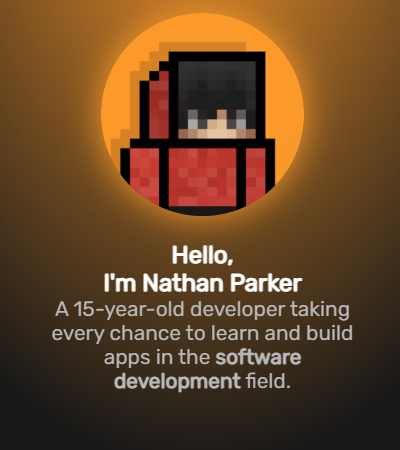 Hello,
I'm Nathan Parker
A 15-year-old developer taking
every chance to learn and build
apps in the software
development field.